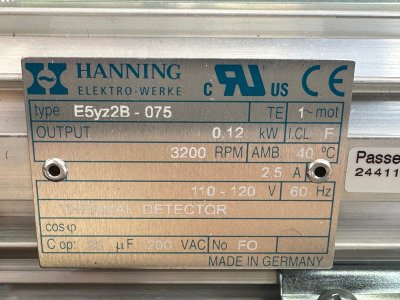 HANNING
ELEKTRO-WERKE
C UL US CE
type E5yz2B - 075 TE 1~mot
OUTPUT 0,12 kW I.CL. F
3200 RPM AMB. 40 °C
2.5 A
110 - 120 V 60 Hz
THERMAL DETECTOR
cosφ
C op: µF 200 VAC No FO
MADE IN GERMANY
Passe
24411